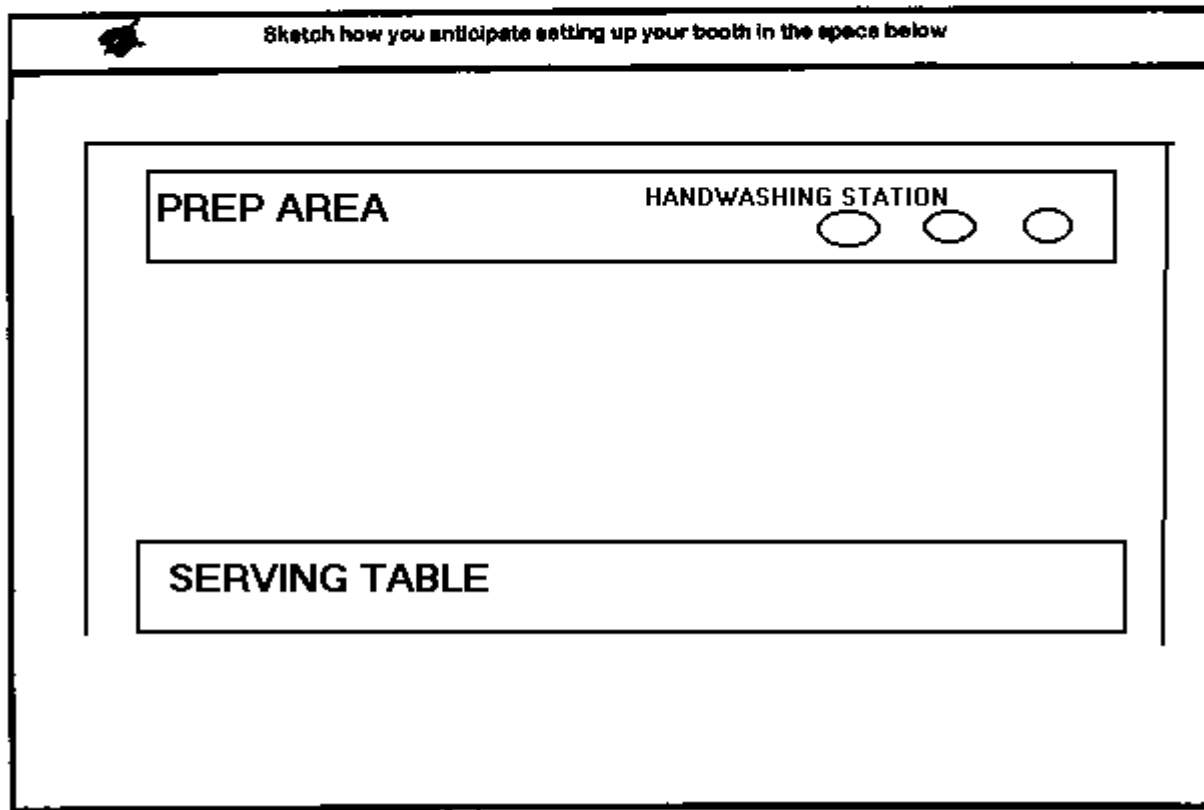 Sketch how you anticipate setting up your booth in the space below
PREP AREA
HANDWASHING STATION
SERVING TABLE